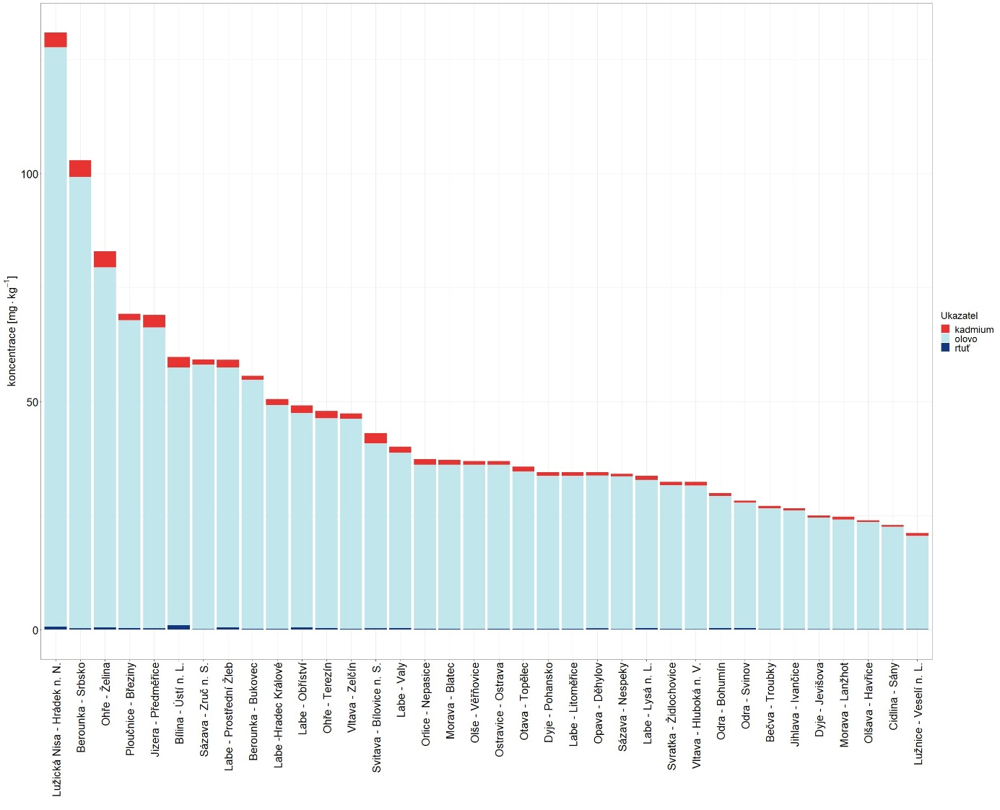 100
50
0
koncentrace [mg · kg⁻¹]
Ukazatel
kadmium
olovo
rtuť
Lužická Nisa - Hrádek n. N.
Berounka - Srbsko
Ohře - Želina
Ploučnice - Březiny
Jizera - Předměřice
Bílina - Ústí n. L.
Sázava - Zruč n. S.
Labe - Prostřední Žleb
Berounka - Bukovec
Labe -Hradec Králové
Labe - Obříství
Ohře - Terezín
Vltava - Zelčín
Svitava - Bílovice n. S.
Labe - Valy
Orlice - Nepasice
Morava - Blatec
Olše - Věřňovice
Ostravice - Ostrava
Otava - Topělec
Dyje - Pohansko
Labe - Litoměřice
Opava - Děhylov
Sázava - Nespeky
Labe - Lysá n. L.
Svratka - Židlochovice
Vltava - Hluboká n. V.
Odra - Bohumín
Odra - Svinov
Bečva - Troubky
Jihlava - Ivančice
Dyje - Jevišova
Morava - Lanžhot
Olšava - Havřice
Cidlina - Sány
Lužnice - Veselí n. L.